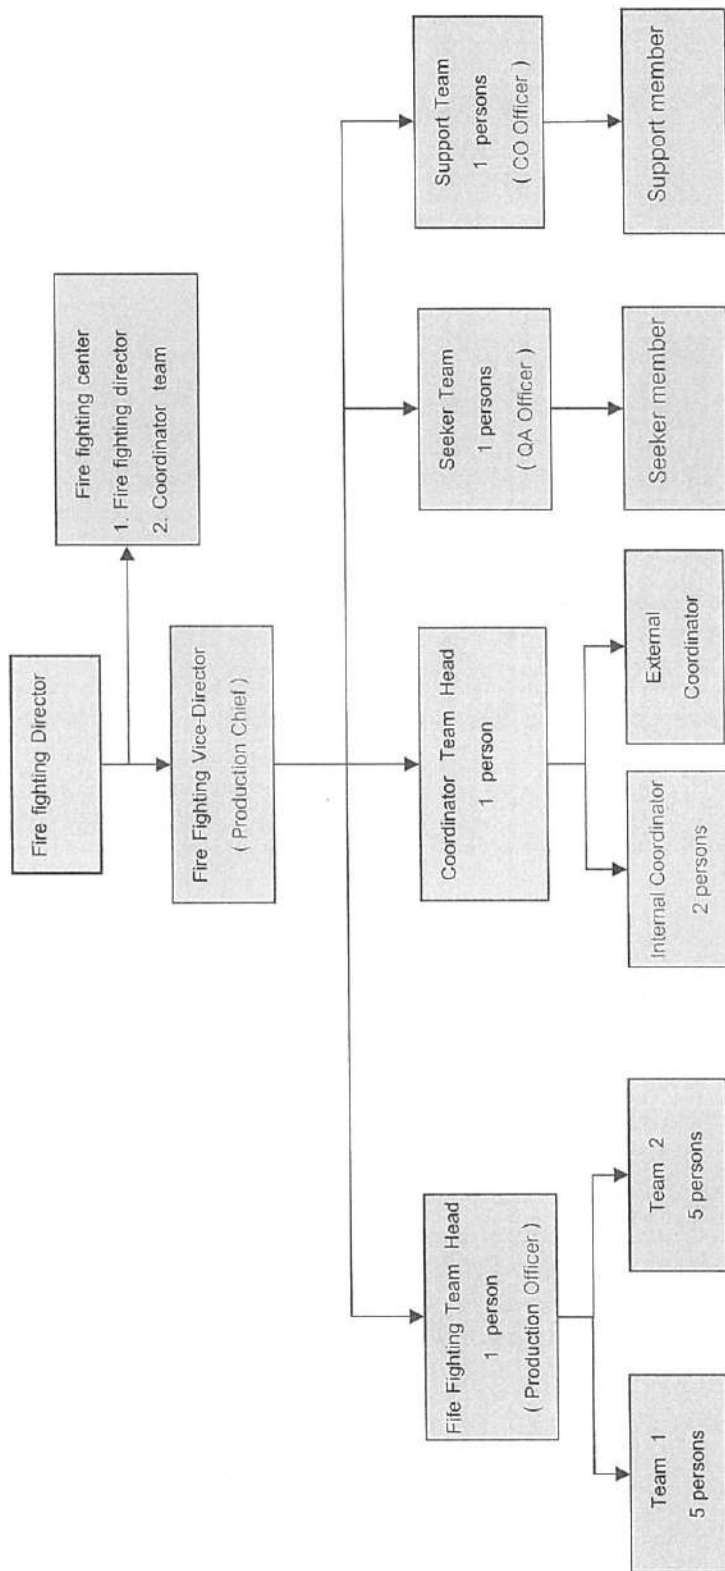 Fire fighting Director
Fire fighting center
1. Fire fighting director
2. Coordinator team
Fire Fighting Vice-Director
( Production Chief )
Fife Fighting Team Head
1 person
( Production Officer )
Coordinator Team Head
1 person
Seeker Team
1 persons
( QA Officer )
Support Team
1 persons
( CO Officer )
Team 1
5 persons
Team 2
5 persons
Internal Coordinator
2 persons
External
Coordinator
Seeker member
Support member